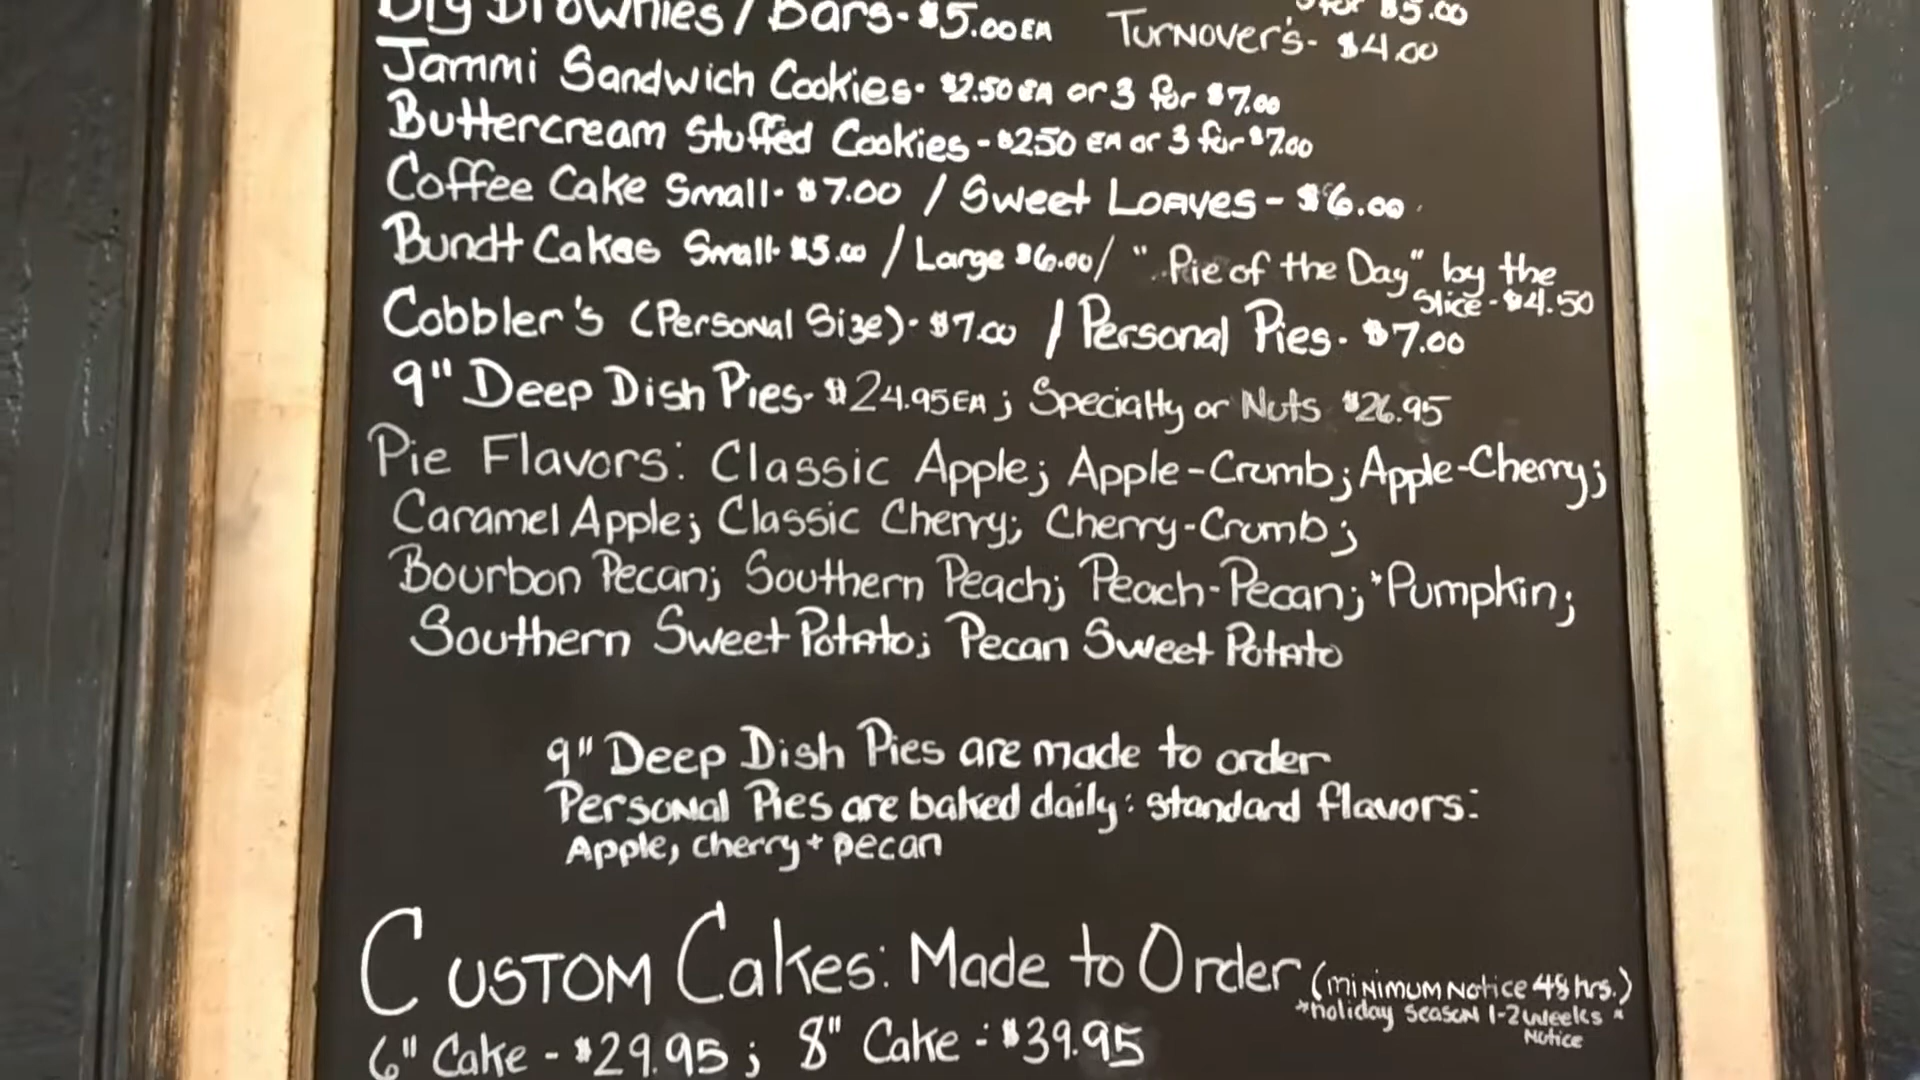 Big Brownies / Bars- $5.00 EA
for $5.00
Turnover's- $4.00
Jammi Sandwich Cookies- $2.50 EA or 3 for $7.00
Buttercream Stuffed Cookies - $2.50 EA or 3 for $7.00
Coffee Cake Small- $7.00 / Sweet Loaves - $6.00
Bundt Cakes Small- $5.00 / Large $6.00 / "Pie of the Day" by the
Slice - $4.50
Cobbler's (Personal Size)- $7.00 / Personal Pies- $7.00
9" Deep Dish Pies- $24.95 EA; Specialty or Nuts $26.95
Pie Flavors: Classic Apple; Apple-Crumb; Apple-Cherry;
Caramel Apple; Classic Cherry; Cherry-Crumb;
Bourbon Pecan; Southern Peach; Peach-Pecan; *Pumpkin;
Southern Sweet Potato; Pecan Sweet Potato
9" Deep Dish Pies are made to order
Personal Pies are baked daily: standard flavors:
Apple, cherry + pecan
Custom Cakes: Made to Order (minimum Notice 48 hrs.)
*holiday season 1-2 weeks *
Notice
6" Cake - $29.95; 8" Cake - $39.95